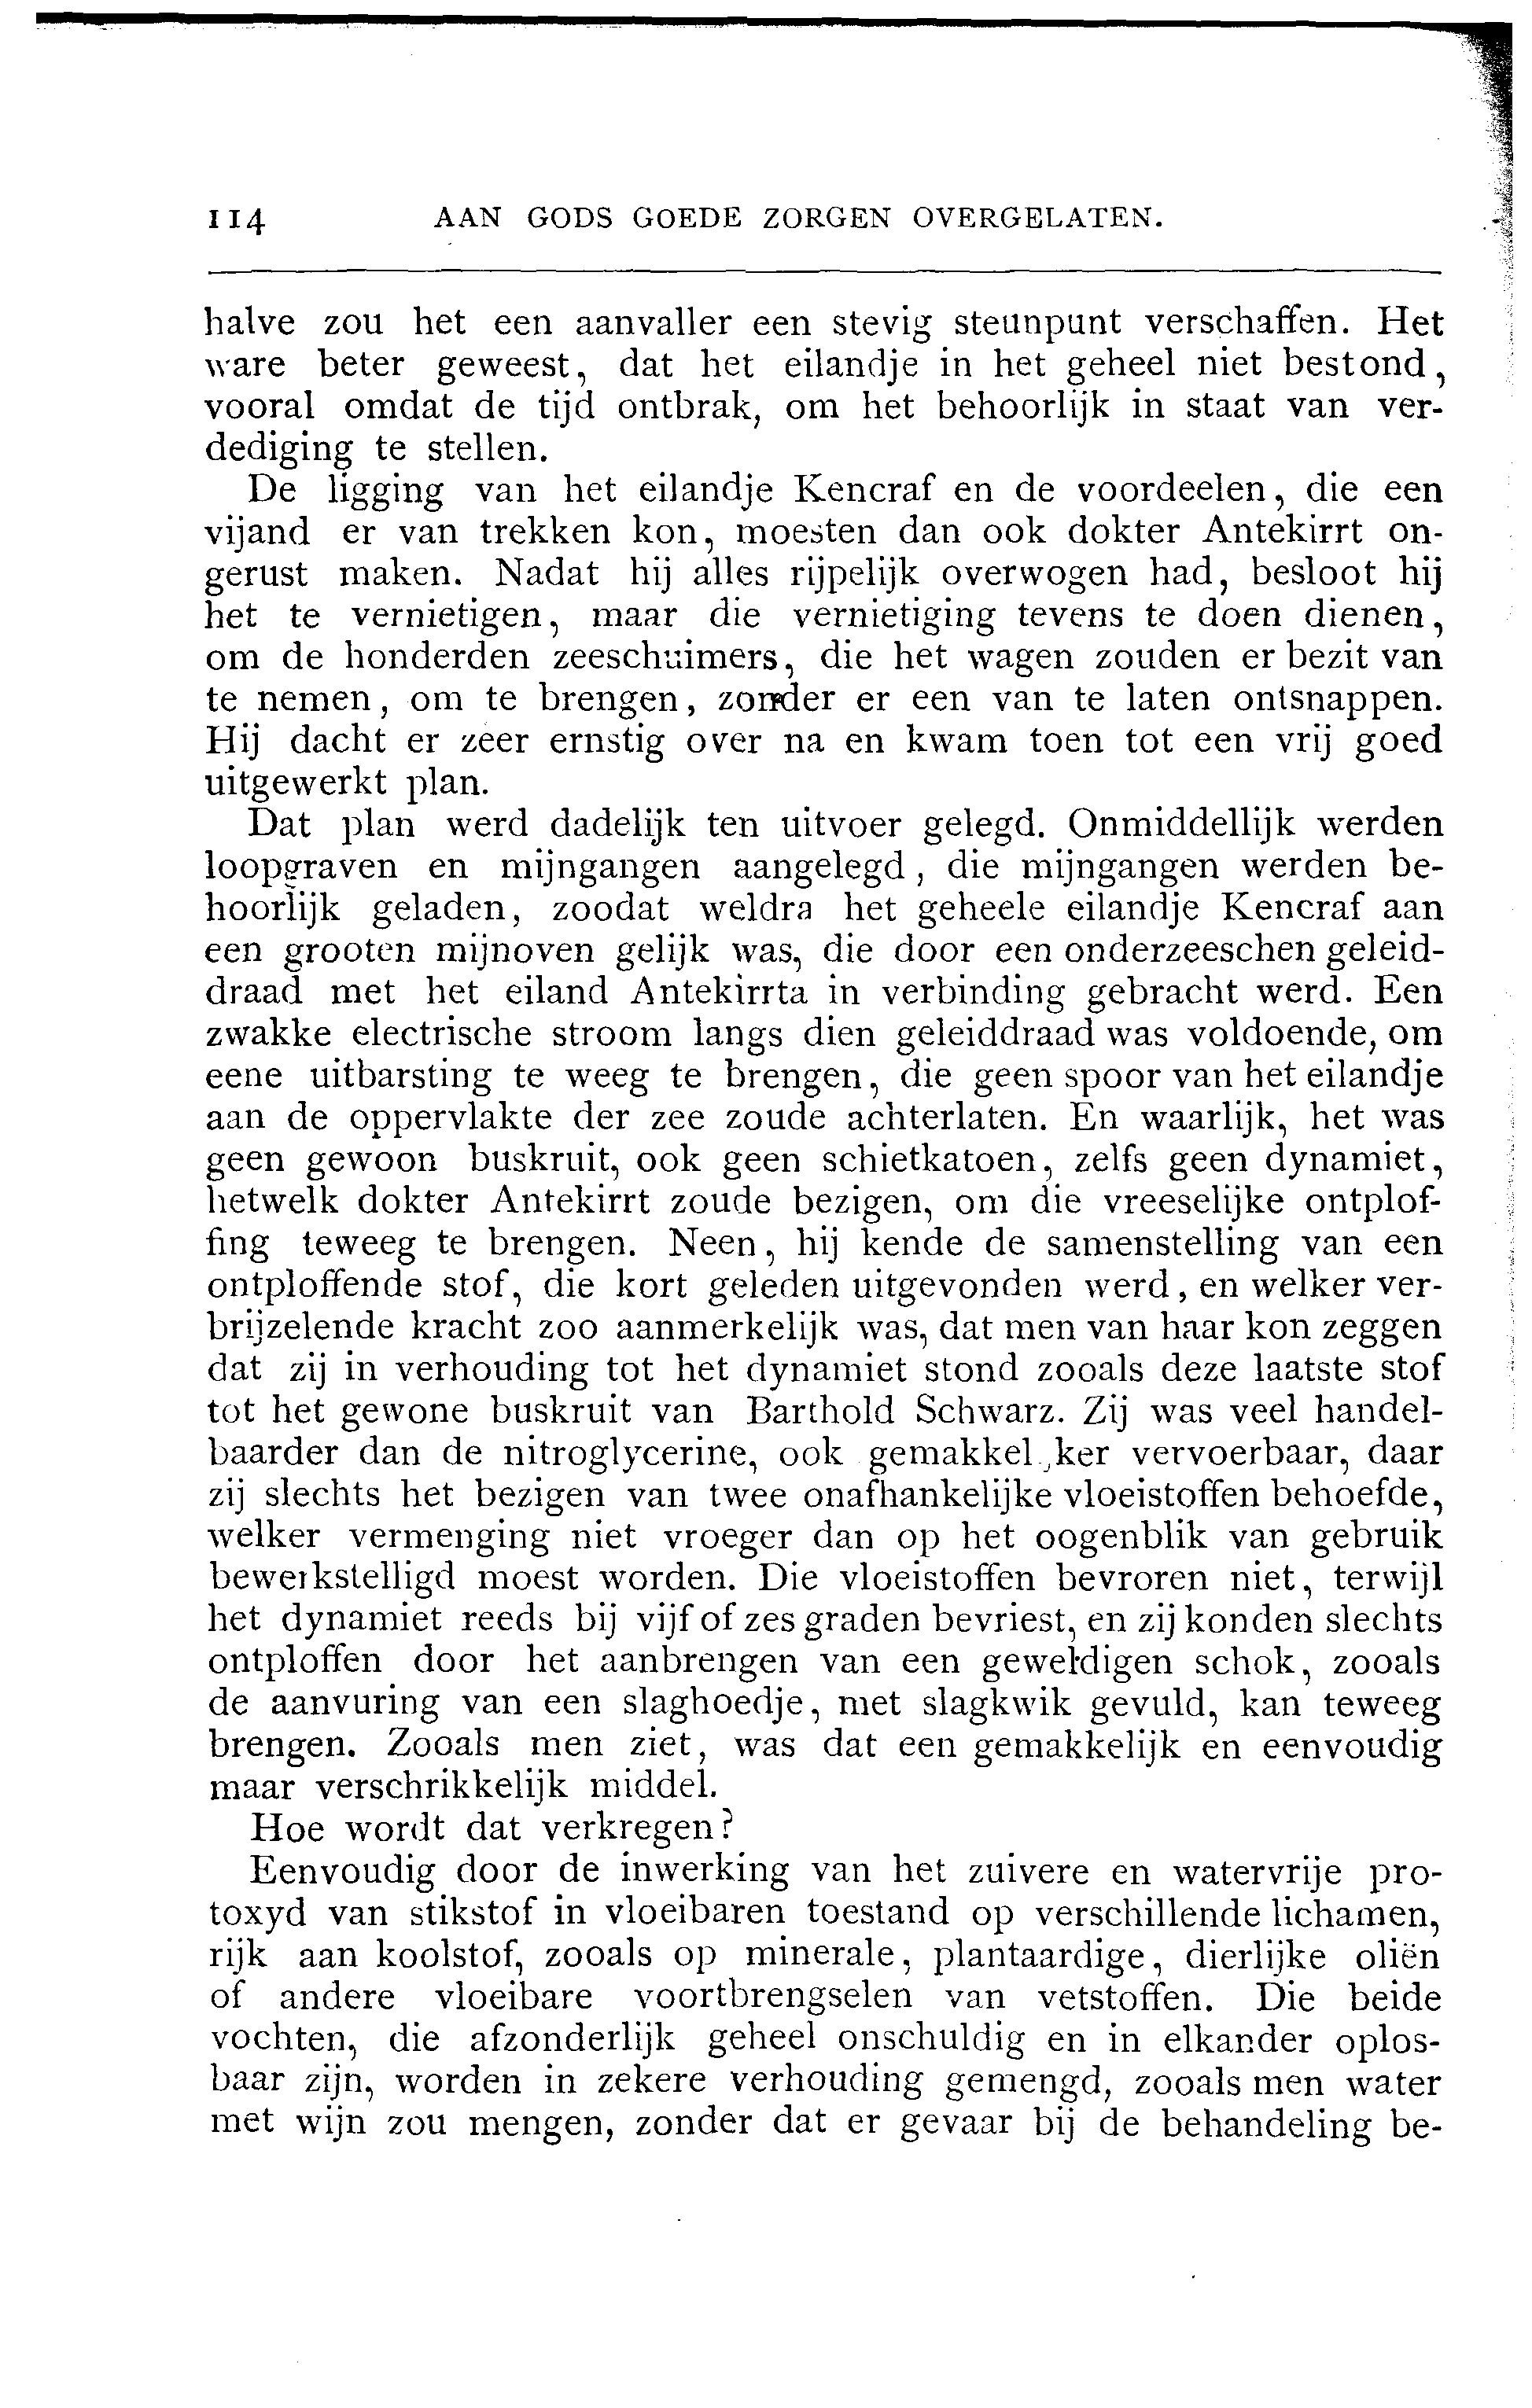 114 AAN GODS GOEDE ZORGEN OVERGELATEN.
halve zou het een aanvaller een stevig steunpunt verschaffen. Het
ware beter geweest, dat het eilandje in het geheel niet bestond,
vooral omdat de tijd ontbrak, om het behoorlijk in staat van ver-
dediging te stellen.
De ligging van het eilandje Kencraf en de voordeelen, die een
vijand er van trekken kon, moesten dan ook dokter Antekirrt on-
gerust maken. Nadat hij alles rijpelijk overwogen had, besloot hij
het te vernietigen, maar die vernietiging tevens te doen dienen,
om de honderden zeeschuimers, die het wagen zouden er bezit van
te nemen, om te brengen, zonder er een van te laten ontsnappen.
Hij dacht er zeer ernstig over na en kwam toen tot een vrij goed
uitgewerkt plan.
Dat plan werd dadelijk ten uitvoer gelegd. Onmiddellijk werden
loopgraven en mijngangen aangelegd, die mijngangen werden be-
hoorlijk geladen, zoodat weldra het geheele eilandje Kencraf aan
een grooten mijnoven gelijk was, die door een onderzeeschen geleid-
draad met het eiland Antekirrta in verbinding gebracht werd. Een
zwakke electrische stroom langs dien geleiddraad was voldoende, om
eene uitbarsting te weeg te brengen, die geen spoor van het eilandje
aan de oppervlakte der zee zoude achterlaten. En waarlijk, het was
geen gewoon buskruit, ook geen schietkatoen, zelfs geen dynamiet,
hetwelk dokter Antekirrt zoude bezigen, om die vreeselijke ontplof-
fing teweeg te brengen. Neen, hij kende de samenstelling van een
ontploffende stof, die kort geleden uitgevonden werd, en welker ver-
brijzelende kracht zoo aanmerkelijk was, dat men van haar kon zeggen
dat zij in verhouding tot het dynamiet stond zooals deze laatste stof
tot het gewone buskruit van Barthold Schwarz. Zij was veel handel-
baarder dan de nitroglycerine, ook gemakkelijker vervoerbaar, daar
zij slechts het bezigen van twee onafhankelijke vloeistoffen behoefde,
welker vermenging niet vroeger dan op het oogenblik van gebruik
bewerkstelligd moest worden. Die vloeistoffen bevroren niet, terwijl
het dynamiet reeds bij vijf of zes graden bevriest, en zij konden slechts
ontploffen door het aanbrengen van een geweldigen schok, zooals
de aanvuring van een slaghoedje, met slagkwik gevuld, kan teweeg
brengen. Zooals men ziet, was dat een gemakkelijk en eenvoudig
maar verschrikkelijk middel.
Hoe wordt dat verkregen?
Eenvoudig door de inwerking van het zuivere en watervrije pro-
toxyd van stikstof in vloeibaren toestand op verschillende lichamen,
rijk aan koolstof, zooals op minerale, plantaardige, dierlijke oliën
of andere vloeibare voortbrengselen van vetstoffen. Die beide
vochten, die afzonderlijk geheel onschuldig en in elkander oplos-
baar zijn, worden in zekere verhouding gemengd, zooals men water
met wijn zou mengen, zonder dat er gevaar bij de behandeling be-